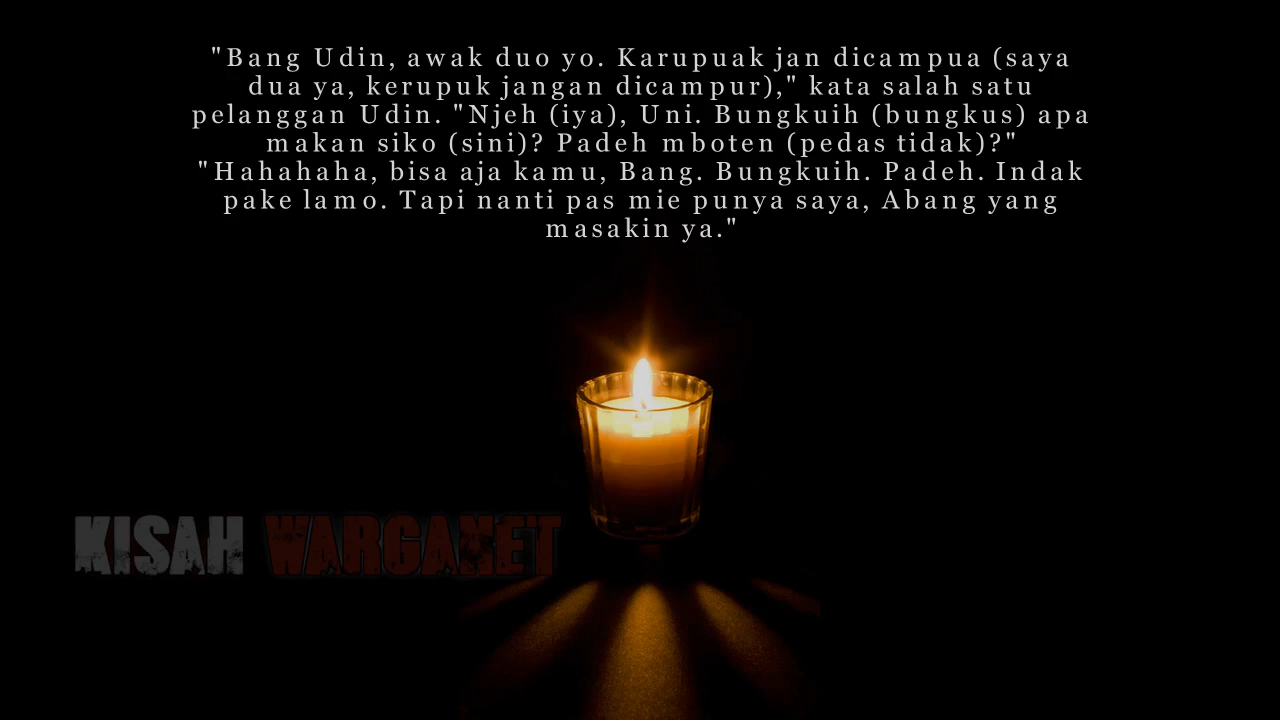 "Bang Udin, awak duo yo. Karupuak jan dicampua (saya
dua ya, kerupuk jangan dicampur)," kata salah satu
pelanggan Udin. "Njeh (iya), Uni. Bungkuih (bungkus) apa
makan siko (sini)? Padeh mboten (pedas tidak)?"
"Hahahaha, bisa aja kamu, Bang. Bungkuih. Padeh. Indak
pake lamo. Tapi nanti pas mie punya saya, Abang yang
masakin ya."
KISAH WARGANET